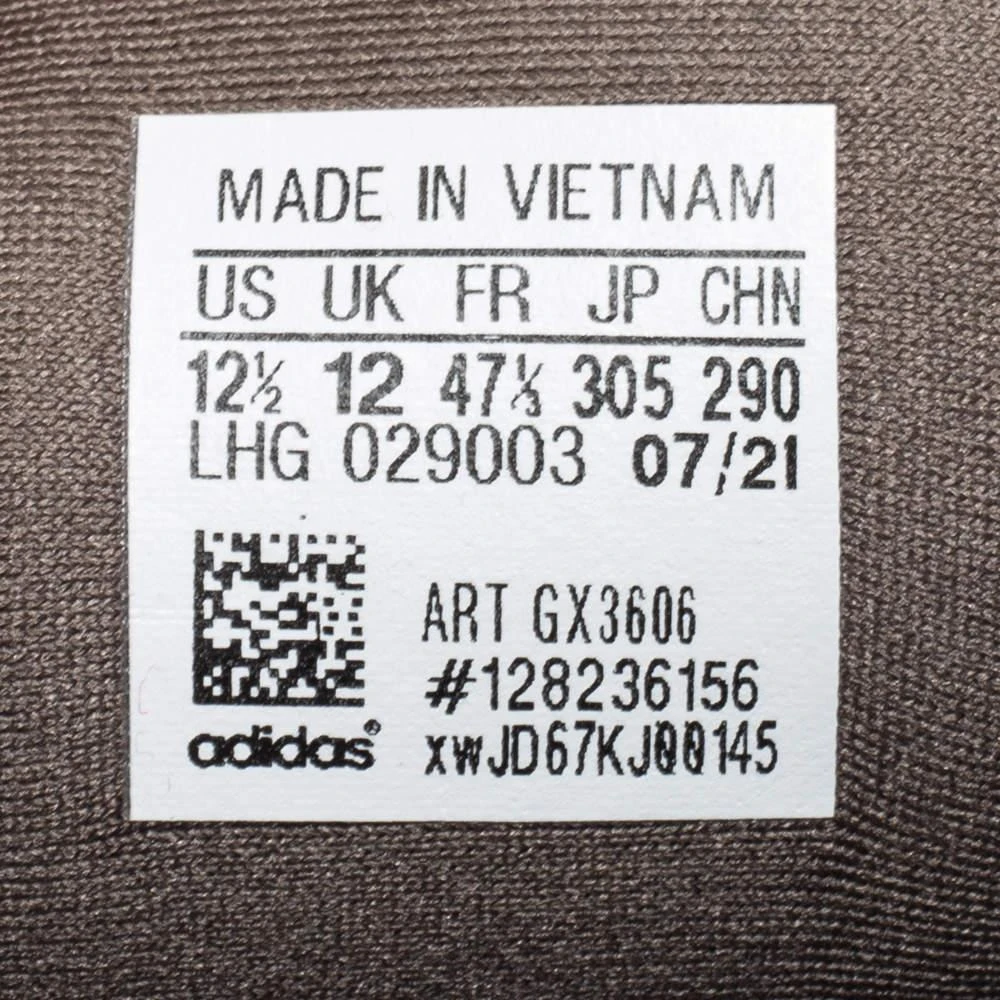 MADE IN VIETNAM
US UK FR JP CHN
12½ 12 47⅓ 305 290
LHG 029003 07/21
ART GX3606
#128236156
adidas® xwJD67KJ00145